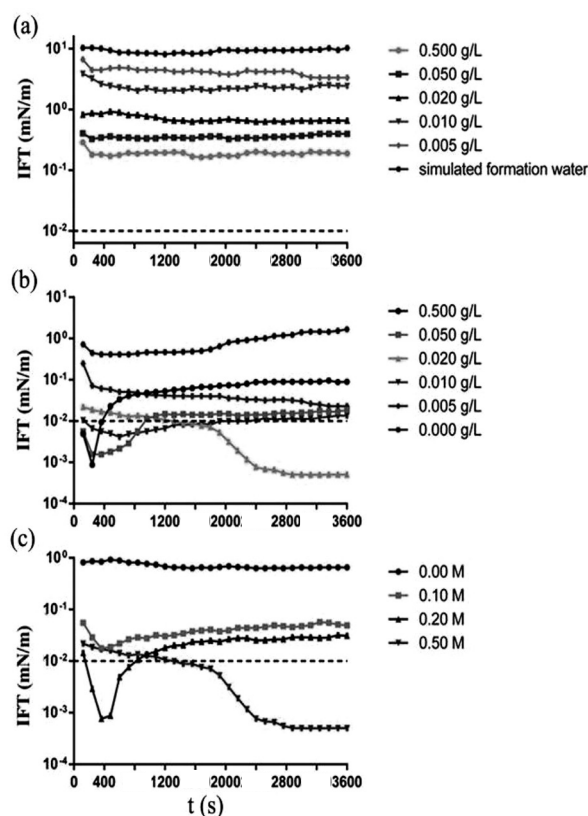 (a)
IFT (mN/m)
10¹
10⁰
10⁻¹
10⁻²
0 400 1200 2000 2800 3600
0.500 g/L
0.050 g/L
0.020 g/L
0.010 g/L
0.005 g/L
simulated formation water
(b)
IFT (mN/m)
10¹
10⁰
10⁻¹
10⁻²
10⁻³
10⁻⁴
0 400 1200 2000 2800 3600
0.500 g/L
0.050 g/L
0.020 g/L
0.010 g/L
0.005 g/L
0.000 g/L
(c)
IFT (mN/m)
10⁰
10⁻¹
10⁻²
10⁻³
10⁻⁴
0 400 1200 2000 2800 3600
t (s)
0.00 M
0.10 M
0.20 M
0.50 M